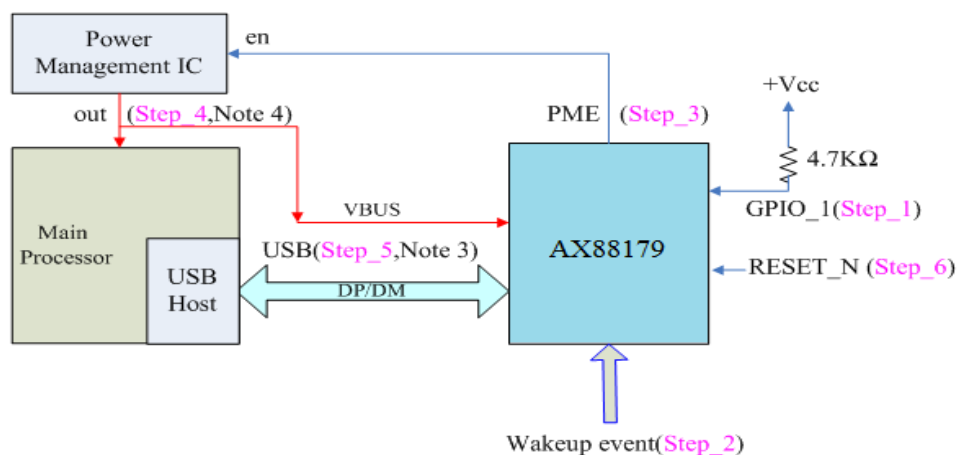 Power
Management IC
en
out (Step_4,Note 4)
PME (Step_3)
+Vcc
4.7KΩ
GPIO_1(Step_1)
VBUS
Main
Processor
USB(Step_5,Note 3)
AX88179
USB
Host
DP/DM
RESET_N (Step_6)
Wakeup event(Step_2)